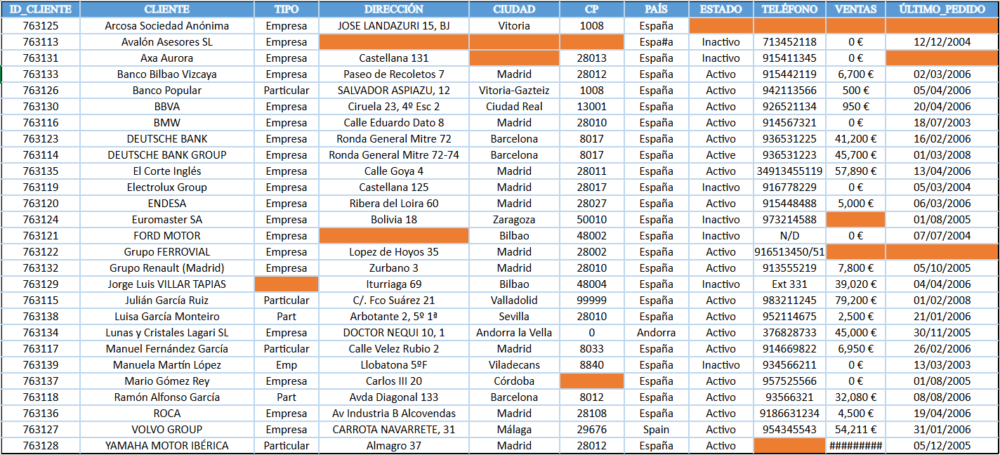 ID_CLIENTE CLIENTE TIPO DIRECCIÓN CIUDAD CP PAÍS ESTADO TELÉFONO VENTAS ÚLTIMO_PEDIDO
763125 Arcosa Sociedad Anónima Empresa JOSE LANDAZURI 15, BJ Vitoria 1008 España
763113 Avalón Asesores SL Empresa Espa#a Inactivo 713452118 0 € 12/12/2004
763131 Axa Aurora Empresa Castellana 131 28013 España Inactivo 915411345 0 €
763133 Banco Bilbao Vizcaya Empresa Paseo de Recoletos 7 Madrid 28012 España Activo 915442119 6,700 € 02/03/2006
763126 Banco Popular Particular SALVADOR ASPIAZU, 12 Vitoria-Gazteiz 1008 España Activo 942113566 500 € 05/04/2006
763130 BBVA Empresa Ciruela 23, 4º Esc 2 Ciudad Real 13001 España Activo 926521134 950 € 20/04/2006
763116 BMW Empresa Calle Eduardo Dato 8 Madrid 28010 España Activo 914567321 0 € 18/07/2003
763123 DEUTSCHE BANK Empresa Ronda General Mitre 72 Barcelona 8017 España Activo 936531225 41,200 € 16/02/2006
763114 DEUTSCHE BANK GROUP Empresa Ronda General Mitre 72-74 Barcelona 8017 España Active 936531223 45,700 € 01/03/2008
763135 El Corte Inglés Empresa Calle Goya 4 Madrid 28011 España Activo 34913455119 57,890 € 13/04/2006
763119 Electrolux Group Empresa Castellana 125 Madrid 28017 España Inactivo 916778229 0 € 05/03/2004
763120 ENDESA Empresa Ribera del Loira 60 Madrid 28027 España Activo 915448488 5,000 € 06/03/2006
763124 Euromaster SA Empresa Bolivia 18 Zaragoza 50010 España Inactivo 973214588 01/08/2005
763121 FORD MOTOR Empresa Bilbao 48002 España Inactivo N/D 0 € 07/07/2004
763122 Grupo FERROVIAL Empresa Lopez de Hoyos 35 Madrid 28002 España Activo 916513450/51
763132 Grupo Renault (Madrid) Empresa Zurbano 3 Madrid 28010 España Activo 913555219 7,800 € 05/10/2005
763129 Jorge Luis VILLAR TAPIAS Iturriaga 69 Bilbao 48004 España Inactivo Ext 331 39,020 € 04/04/2006
763115 Julián García Ruiz Particular C/. Fco Suárez 21 Valladolid 99999 España Activo 983211245 79,200 € 01/02/2008
763138 Luisa García Monteiro Part Arbotante 2, 5º 1ª Sevilla 28010 España Activo 952114675 2,500 € 21/01/2006
763134 Lunas y Cristales Lagari SL Empresa DOCTOR NEQUI 10, 1 Andorra la Vella 0 Andorra Activo 376828733 45,000 € 30/11/2005
763117 Manuel Fernández García Particular Calle Velez Rubio 2 Madrid 8033 España Activo 914669822 6,950 € 26/02/2006
763139 Manuela Martín López Emp Llobatona 5ºF Viladecans 8840 España Inactivo 934566211 0 € 13/03/2003
763137 Mario Gómez Rey Empresa Carlos III 20 Córdoba España Activo 957525566 0 € 01/08/2005
763118 Ramón Alfonso García Part Avda Diagonal 133 Barcelona 8012 España Activo 93566321 32,080 € 08/08/2006
763136 ROCA Empresa Av Industria B Alcovendas Madrid 28108 España Activo 9186631234 4,500 € 19/04/2006
763127 VOLVO GROUP Empresa CARROTA NAVARRETE, 31 Málaga 29676 Spain Activo 954345543 54,211 € 31/01/2006
763128 YAMAHA MOTOR IBÉRICA Particular Almagro 37 Madrid 28012 España Activo ######### 05/12/2005